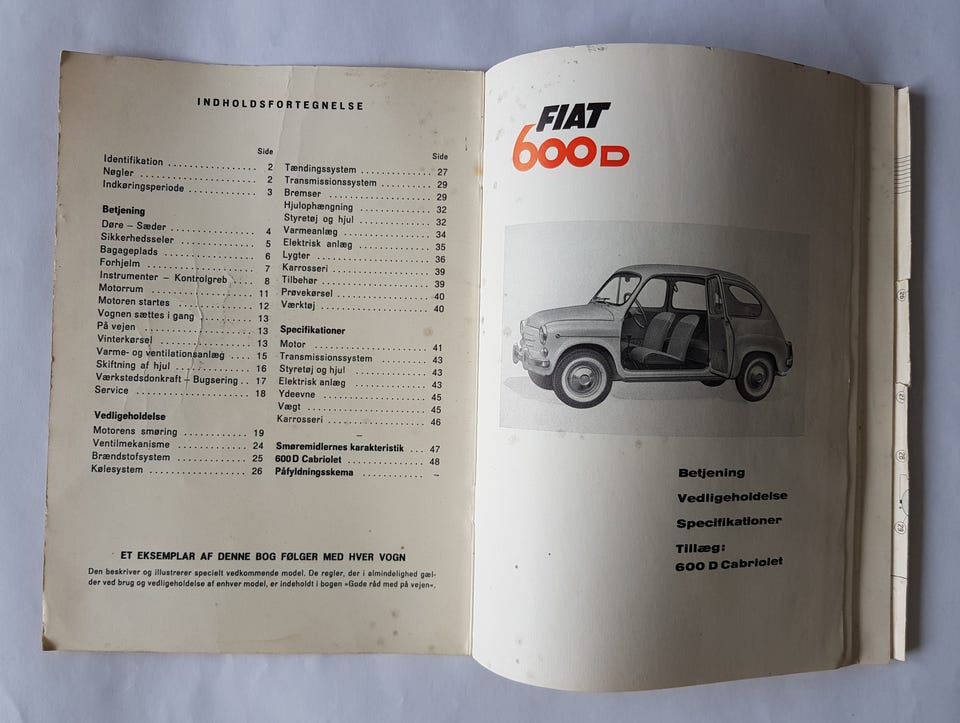 INDHOLDSFORTEGNELSE
Side
Identifikation .................. 2
Nøgler .................. 2
Indkøringsperiode .................. 3
Betjening
Døre – Sæder .................. 4
Sikkerhedsseler .................. 5
Bagageplads .................. 6
Forhjelm .................. 7
Instrumenter – Kontrolgreb .... 8
Motorrum .................. 11
Motoren startes .................. 12
Vognen sættes i gang .......... 13
På vejen .................. 13
Vinterkørsel .................. 13
Varme- og ventilationsanlæg .... 15
Skiftning af hjul .................. 16
Værkstedsdonkraft – Bugsering .. 17
Service .................. 18
Vedligeholdelse
Motorens smøring .............. 19
Ventilmekanisme .............. 24
Brændstofsystem .............. 25
Kølesystem .................. 26
Side
Tændingssystem .............. 27
Transmissionssystem .......... 29
Bremser .................. 29
Hjulophængning .............. 32
Styretøj og hjul .............. 32
Varmeanlæg .................. 34
Elektrisk anlæg .............. 35
Lygter .................. 36
Karrosseri .................. 39
Tilbehør .................. 39
Prøvekørsel .................. 40
Værktøj .................. 40
Specifikationer
Motor .................. 41
Transmissionssystem .......... 43
Styretøj og hjul .............. 43
Elektrisk anlæg .............. 43
Ydeevne .................. 45
Vægt .................. 45
Karrosseri .................. 46
–
Smøremidlernes karakteristik ... 47
600 D Cabriolet .............. 48
Påfyldningsskema .......... –
ET EKSEMPLAR AF DENNE BOG FØLGER MED HVER VOGN
Den beskriver og illustrerer specielt vedkommende model. De regler, der i almindelighed gæl-
der ved brug og vedligeholdelse af enhver model, er indeholdt i bogen »Gode råd med på vejen«.
FIAT
600D
Betjening
Vedligeholdelse
Specifikationer
Tillæg:
600 D Cabriolet